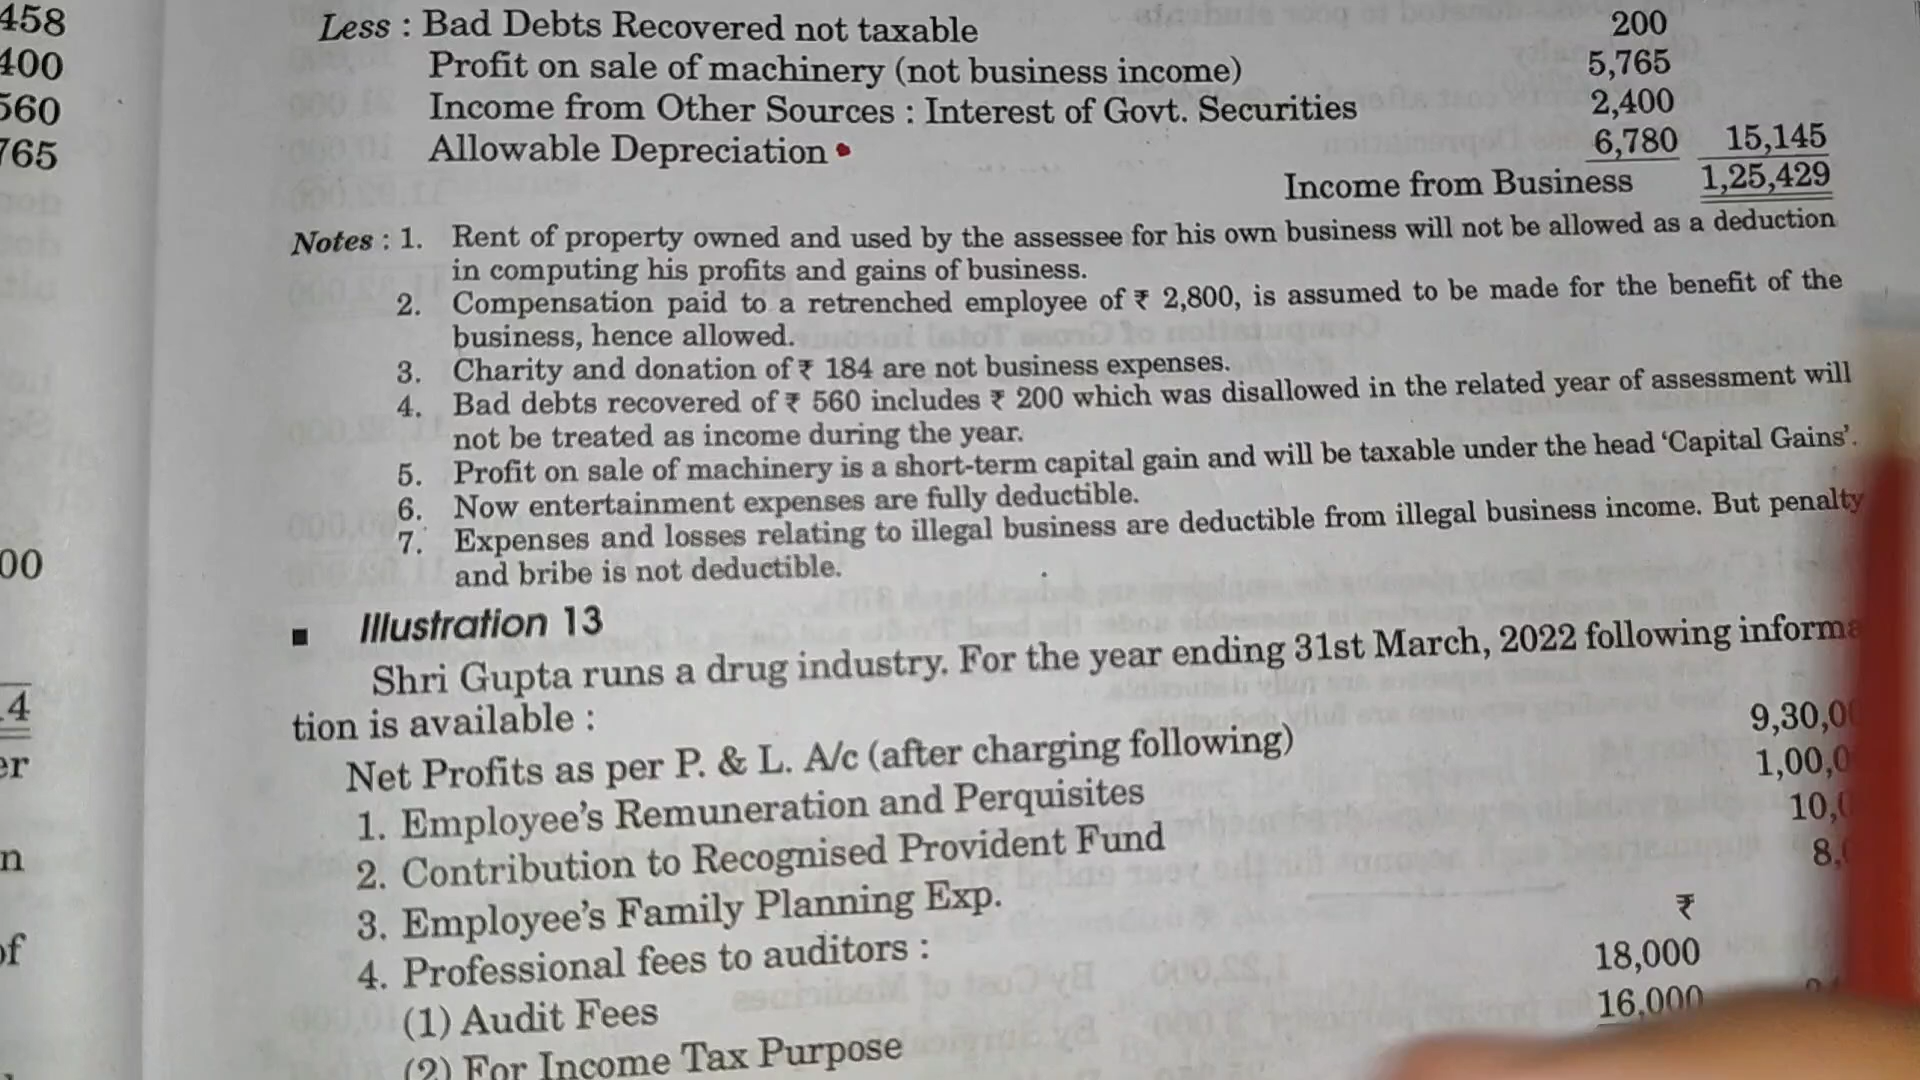 458
400
560
765
00
4
er
n
of
Less : Bad Debts Recovered not taxable 200
Profit on sale of machinery (not business income) 5,765
Income from Other Sources : Interest of Govt. Securities 2,400
Allowable Depreciation 6,780 15,145
Income from Business 1,25,429
Notes : 1. Rent of property owned and used by the assessee for his own business will not be allowed as a deduction
in computing his profits and gains of business.
2. Compensation paid to a retrenched employee of ₹ 2,800, is assumed to be made for the benefit of the
business, hence allowed.
3. Charity and donation of ₹ 184 are not business expenses.
4. Bad debts recovered of ₹ 560 includes ₹ 200 which was disallowed in the related year of assessment will
not be treated as income during the year.
5. Profit on sale of machinery is a short-term capital gain and will be taxable under the head ‘Capital Gains’.
6. Now entertainment expenses are fully deductible.
7. Expenses and losses relating to illegal business are deductible from illegal business income. But penalty
and bribe is not deductible.
■ Illustration 13
Shri Gupta runs a drug industry. For the year ending 31st March, 2022 following informa
tion is available :
Net Profits as per P. & L. A/c (after charging following) 9,30,00
1. Employee's Remuneration and Perquisites 1,00,0
2. Contribution to Recognised Provident Fund 10,0
3. Employee's Family Planning Exp. 8,0
4. Professional fees to auditors : ₹
(1) Audit Fees 18,000
(2) For Income Tax Purpose 16,000